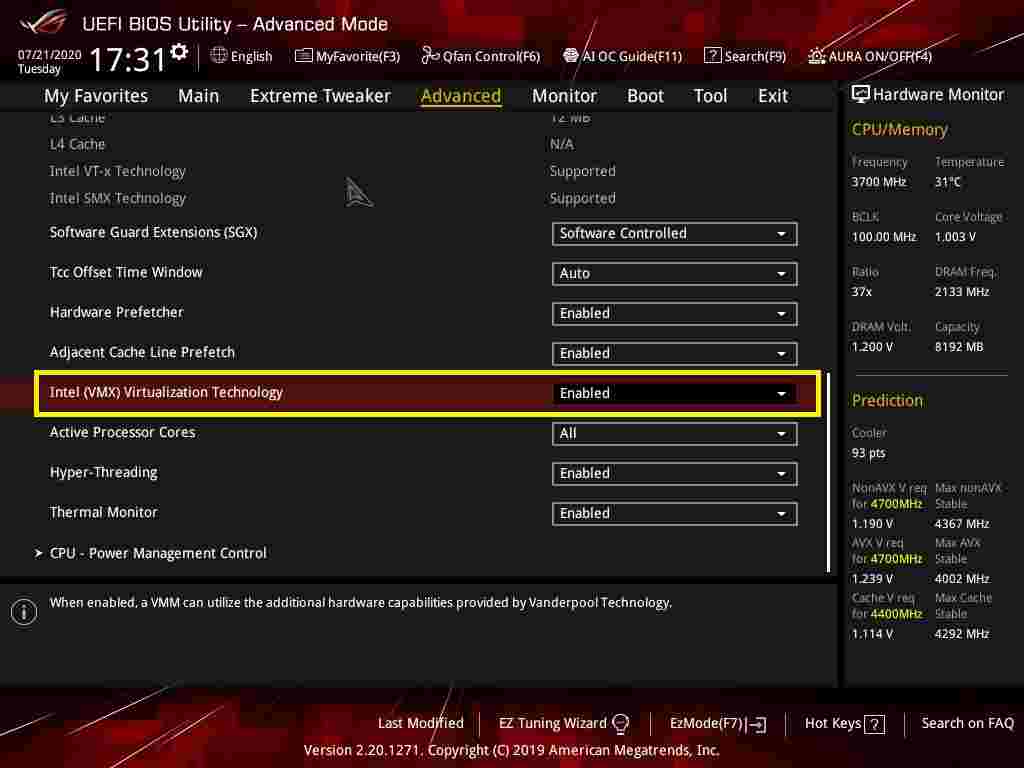 UEFI BIOS Utility – Advanced Mode
07/21/2020
Tuesday
17:31
English
MyFavorite(F3)
Qfan Control(F6)
AI OC Guide(F11)
Search(F9)
AURA ON/OFF(F4)
My Favorites
Main
Extreme Tweaker
Advanced
Monitor
Boot
Tool
Exit
L3 Cache 12 MB
L4 Cache N/A
Intel VT-x Technology Supported
Intel SMX Technology Supported
Software Guard Extensions (SGX) Software Controlled
Tcc Offset Time Window Auto
Hardware Prefetcher Enabled
Adjacent Cache Line Prefetch Enabled
Intel (VMX) Virtualization Technology Enabled
Active Processor Cores All
Hyper-Threading Enabled
Thermal Monitor Enabled
CPU - Power Management Control
When enabled, a VMM can utilize the additional hardware capabilities provided by Vanderpool Technology.
Hardware Monitor
CPU/Memory
Frequency Temperature
3700 MHz 31°C
BCLK Core Voltage
100.00 MHz 1.003 V
Ratio DRAM Freq.
37x 2133 MHz
DRAM Volt. Capacity
1.200 V 8192 MB
Prediction
Cooler
93 pts
NonAVX V req Max nonAVX
for 4700MHz Stable
1.190 V 4367 MHz
AVX V req Max AVX
for 4700MHz Stable
1.239 V 4002 MHz
Cache V req Max Cache
for 4400MHz Stable
1.114 V 4292 MHz
Last Modified
EZ Tuning Wizard
EzMode(F7)
Hot Keys ?
Search on FAQ
Version 2.20.1271. Copyright (C) 2019 American Megatrends, Inc.